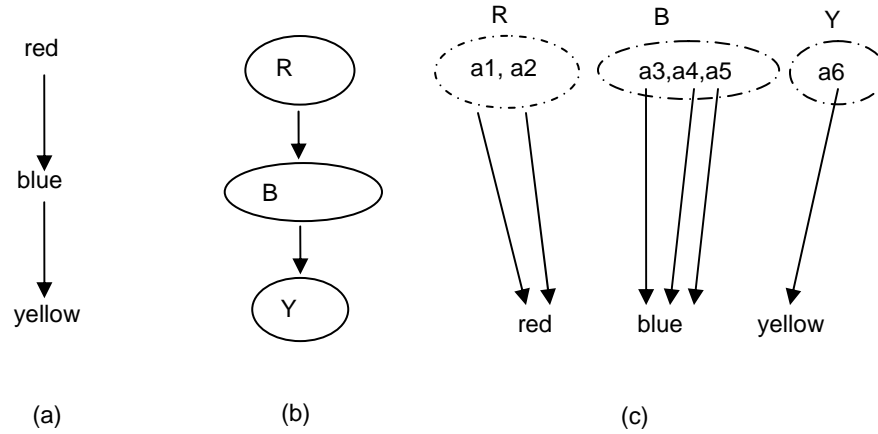 red
blue
yellow
(a)
R
B
Y
(b)
R B Y
a1, a2 a3,a4,a5 a6
red blue yellow
(c)